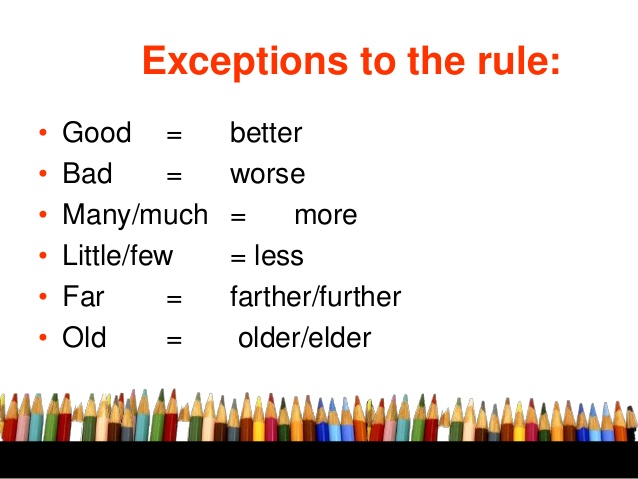 Exceptions to the rule:
• Good = better
• Bad = worse
• Many/much = more
• Little/few = less
• Far = farther/further
• Old = older/elder